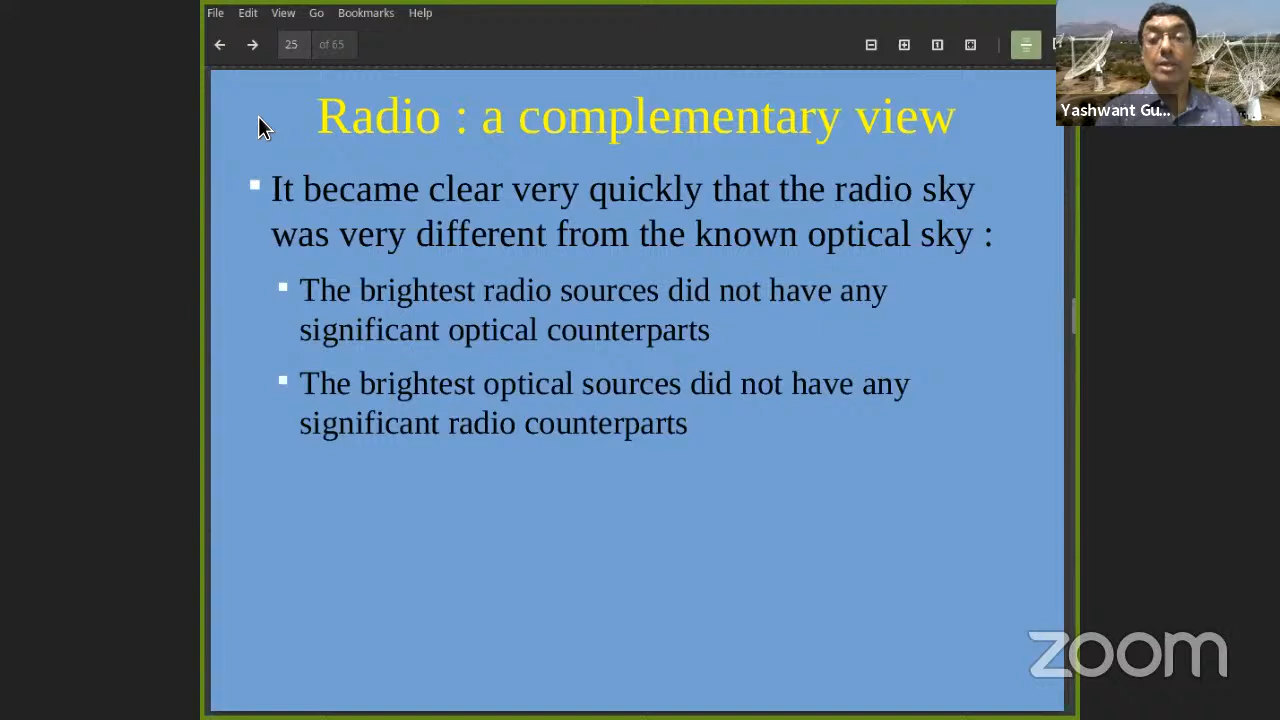 File Edit View Go Bookmarks Help
25 of 65
Yashwant Gu...
Radio : a complementary view
It became clear very quickly that the radio sky
was very different from the known optical sky :
The brightest radio sources did not have any
significant optical counterparts
The brightest optical sources did not have any
significant radio counterparts
zoom